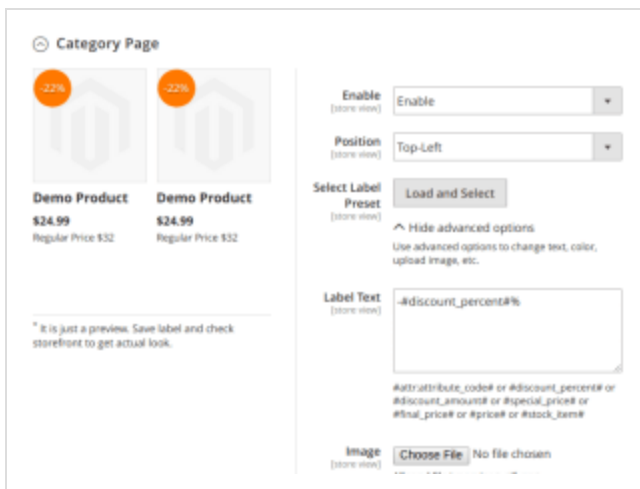 Category Page
-22%
-22%
Demo Product
Demo Product
$24.99
$24.99
Regular Price $32
Regular Price $32
* It is just a preview. Save label and check
storefront to get actual look.
Enable
[store view]
Enable
Position
[store view]
Top-Left
Select Label
Preset
[store view]
Load and Select
Hide advanced options
Use advanced options to change text, color,
upload image, etc.
Label Text
[store view]
-#discount_percent#%
#attr:attribute_code# or #discount_percent# or
#discount_amount# or #special_price# or
#final_price# or #price# or #stock_item#
Image
[store view]
Choose File No file chosen